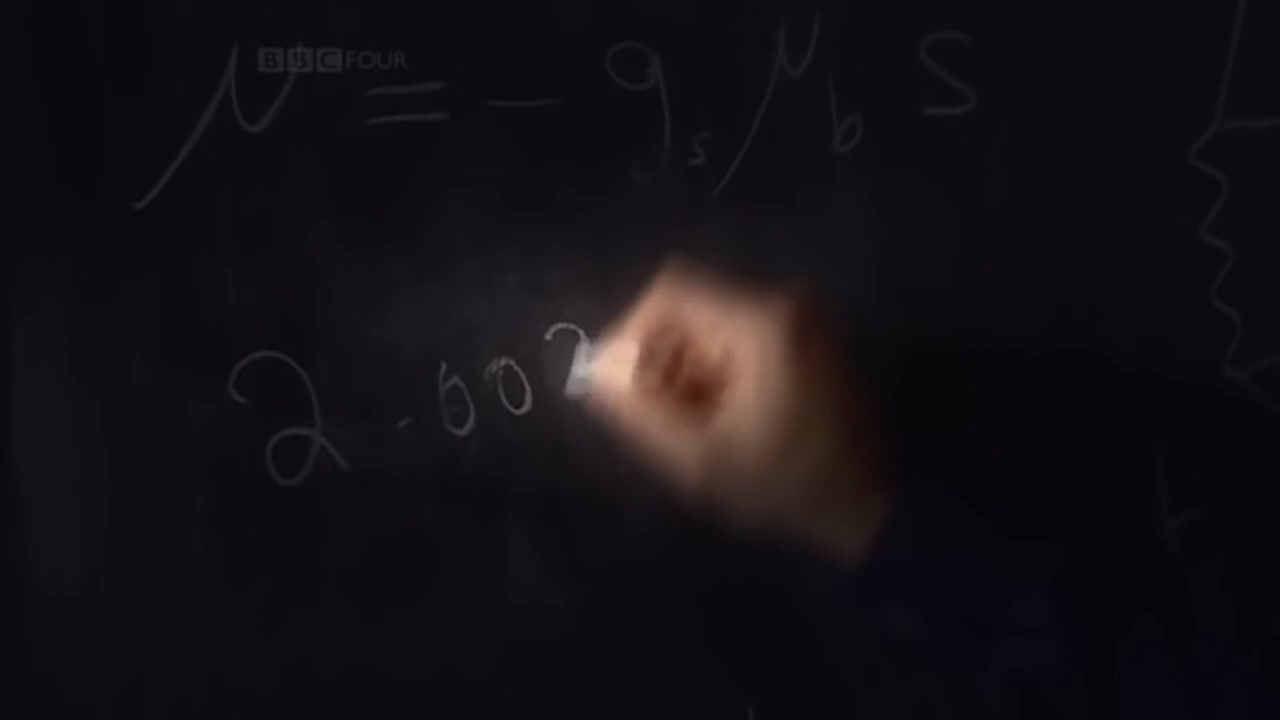 BBC FOUR
μ = - g_s μ_b S
2.002